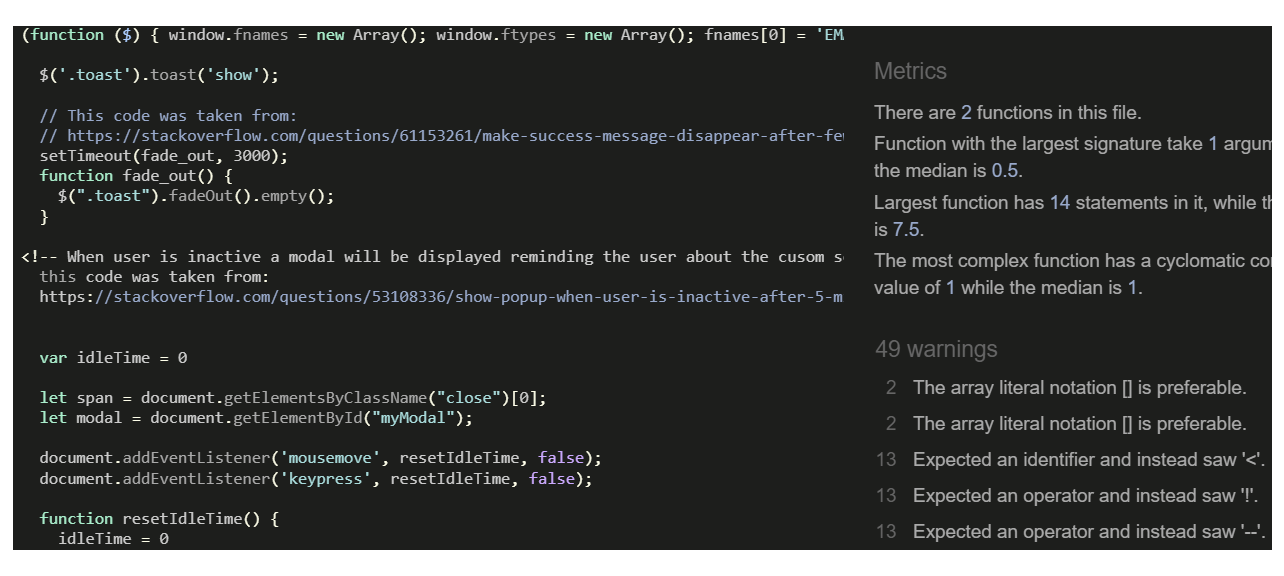 (function ($) { window.fnames = new Array(); window.ftypes = new Array(); fnames[0] = 'EM
$('.toast').toast('show');
// This code was taken from:
// https://stackoverflow.com/questions/61153261/make-success-message-disappear-after-fe
setTimeout(fade_out, 3000);
function fade_out() {
$(".toast").fadeOut().empty();
}
<!-- When user is inactive a modal will be displayed reminding the user about the cusom s
this code was taken from:
https://stackoverflow.com/questions/53108336/show-popup-when-user-is-inactive-after-5-m
var idleTime = 0
let span = document.getElementsByClassName("close")[0];
let modal = document.getElementById("myModal");
document.addEventListener('mousemove', resetIdleTime, false);
document.addEventListener('keypress', resetIdleTime, false);
function resetIdleTime() {
idleTime = 0
Metrics
There are 2 functions in this file.
Function with the largest signature take 1 argum
the median is 0.5.
Largest function has 14 statements in it, while th
is 7.5.
The most complex function has a cyclomatic co
value of 1 while the median is 1.
49 warnings
2 The array literal notation [] is preferable.
2 The array literal notation [] is preferable.
13 Expected an identifier and instead saw '<'.
13 Expected an operator and instead saw '!'.
13 Expected an operator and instead saw '--'.